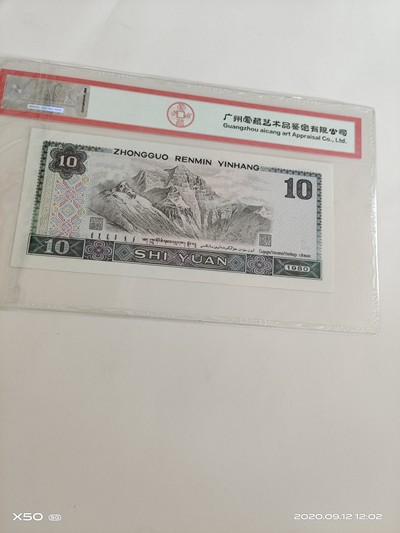 广州爱藏艺术品鉴定有限公司
Guangzhou aicang art Appraisal Co., Ltd.
10
ZHONGGUO RENMIN YINHANG
10
10
SHI YUAN
1980
X50 5G
2020.09.12 12:02